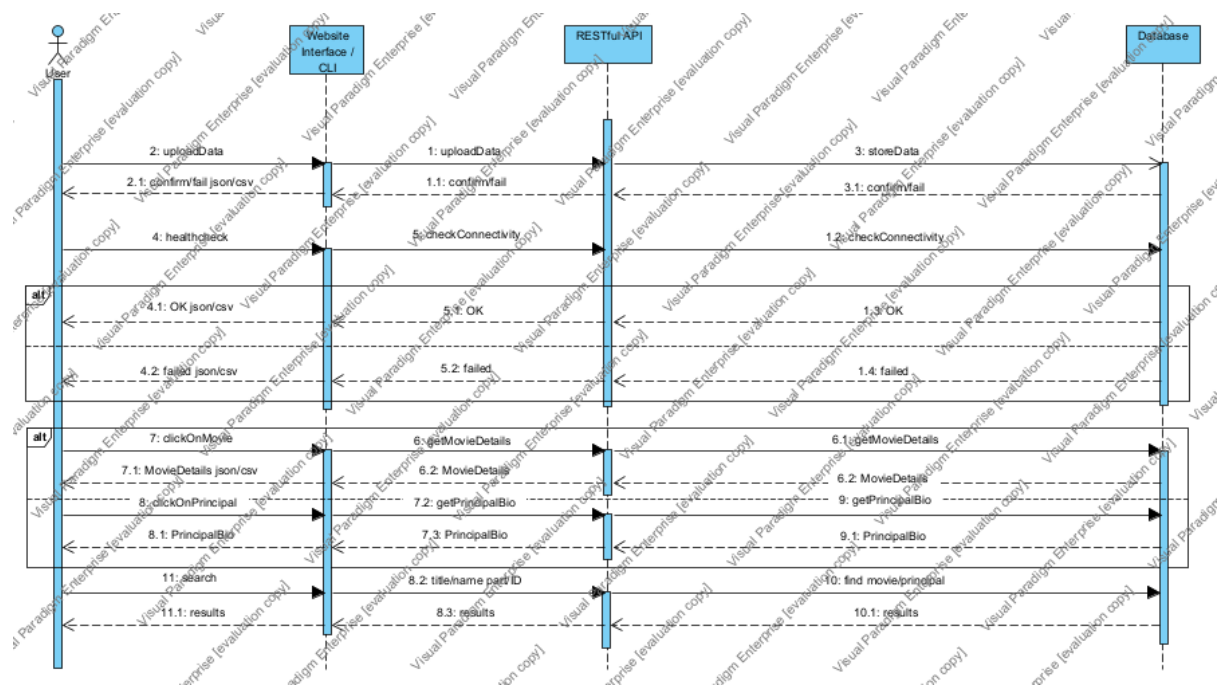 User
Website
Interface /
CLI
RESTful API
Database
2: uploadData
1: uploadData
3: storeData
2.1: confirm/fail json/csv
1.1: confirm/fail
3.1: confirm/fail
4: healthcheck
5: checkConnectivity
1.2: checkConnectivity
alt
4.1: OK json/csv
5.1: OK
1.3: OK
4.2: failed json/csv
5.2: failed
1.4: failed
alt
7: clickOnMovie
6: getMovieDetails
6.1: getMovieDetails
7.1: MovieDetails json/csv
6.2: MovieDetails
6.2: MovieDetails
8: clickOnPrincipal
7.2: getPrincipalBio
9: getPrincipalBio
8.1: PrincipalBio
7.3: PrincipalBio
9.1: PrincipalBio
11: search
8.2: title/name part/ID
10: find movie/principal
11.1: results
8.3: results
10.1: results
Visual Paradigm Enterprise [evaluation copy]